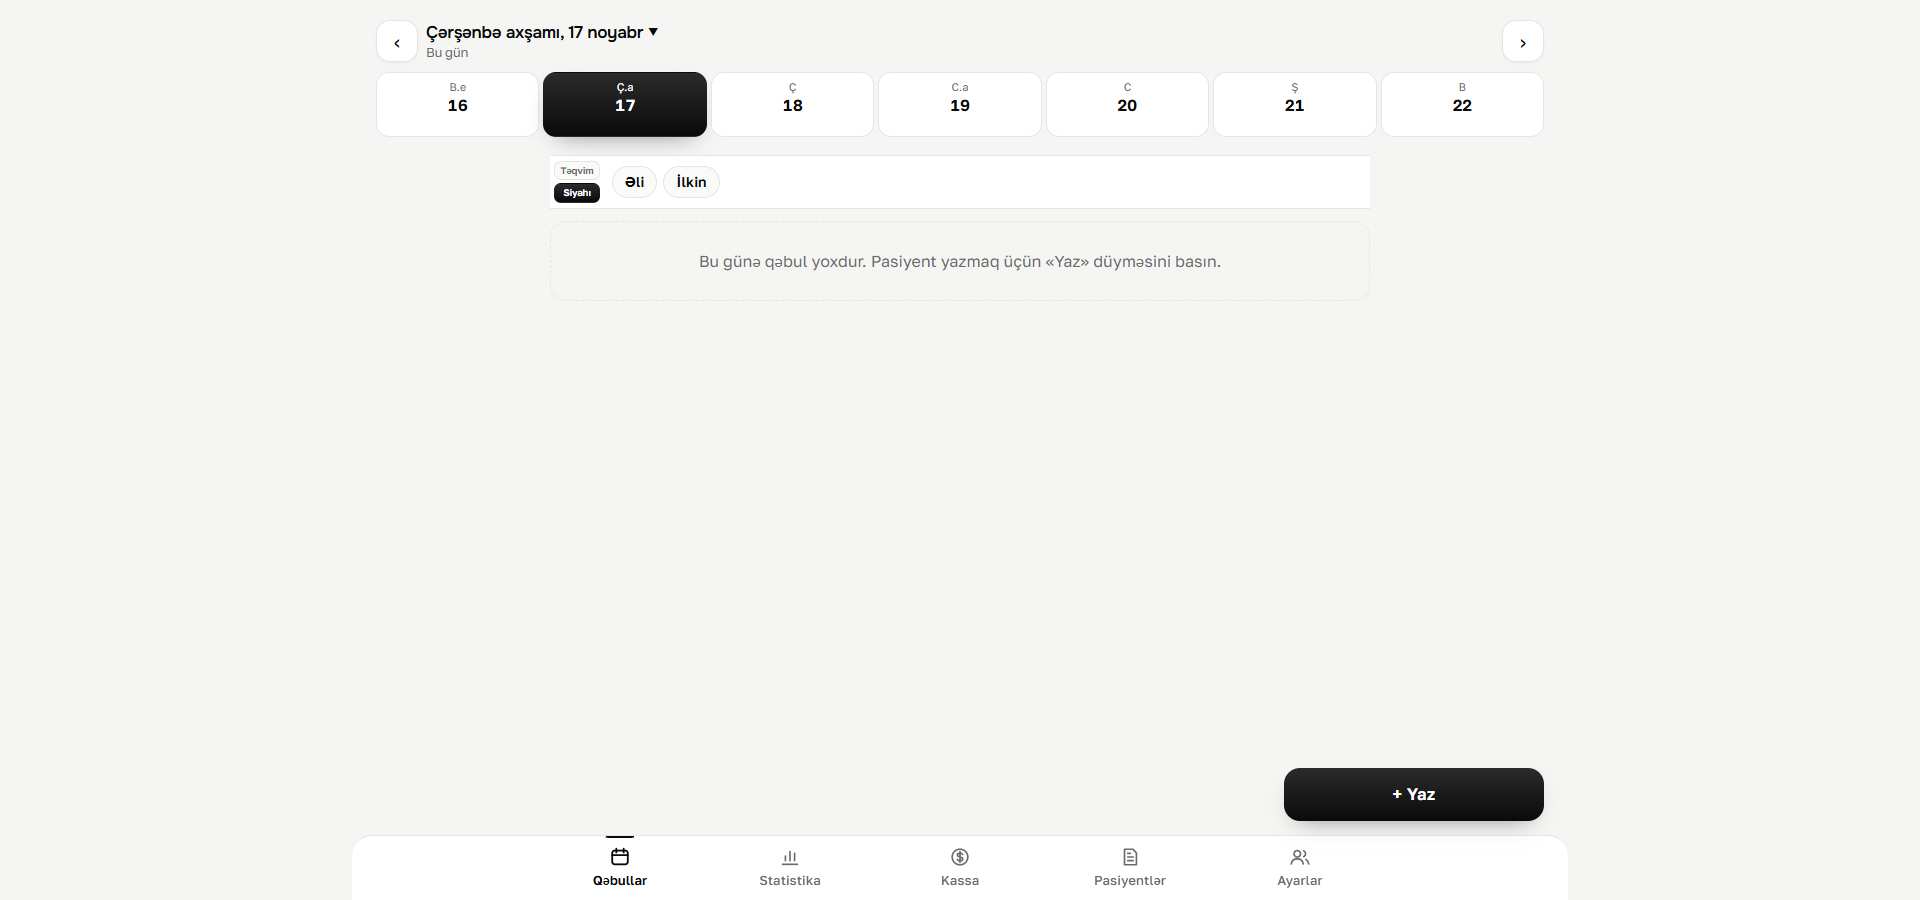 ‹
Çərşənbə axşamı, 17 noyabr ▼
Bu gün
›
B.e
16
Ç.a
17
Ç
18
C.a
19
C
20
Ş
21
B
22
Təqvim
Siyahı
Əli
İlkin
Bu günə qəbul yoxdur. Pasiyent yazmaq üçün «Yaz» düyməsini basın.
+ Yaz
Qəbullar
Statistika
Kassa
Pasiyentlər
Ayarlar